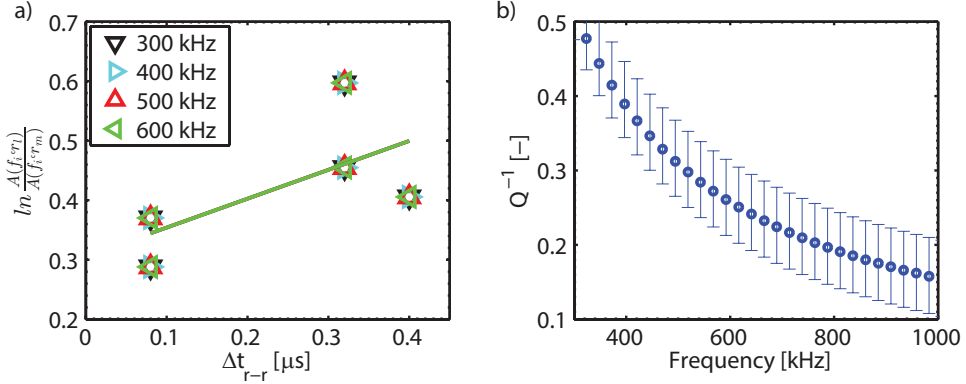 a)
0.7
0.6
0.5
0.4
0.3
0.2
0
0.1
0.2
0.3
0.4
300 kHz
400 kHz
500 kHz
600 kHz
ln A(f_i,r_l) / A(f_i,r_m)
Δt_{r−r} [μs]
b)
0.5
0.4
0.3
0.2
0.1
400
600
800
1000
Q^{−1} [-]
Frequency [kHz]